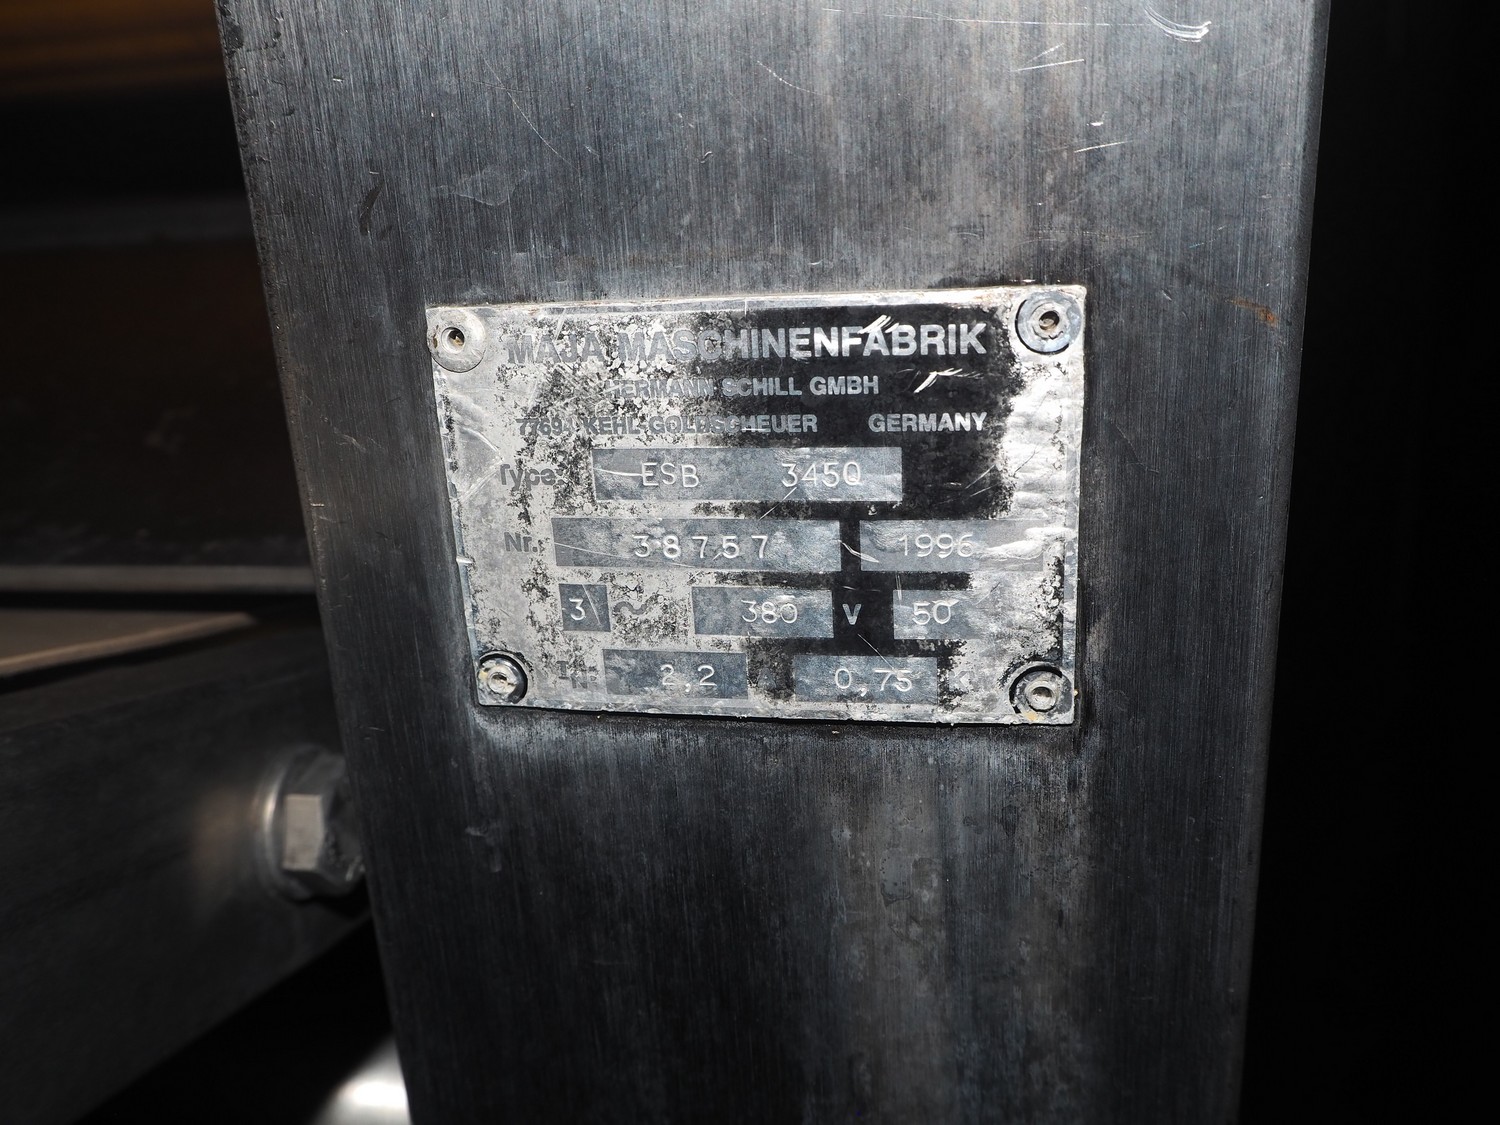 MAJA MASCHINENFABRIK
HERMANN SCHILL GMBH
77694 KEHL GOLDSCHEUER GERMANY
Type: ESB 345Q
Nr.: 38757 1996
3 ~ 380 V 50
2,2 0,75